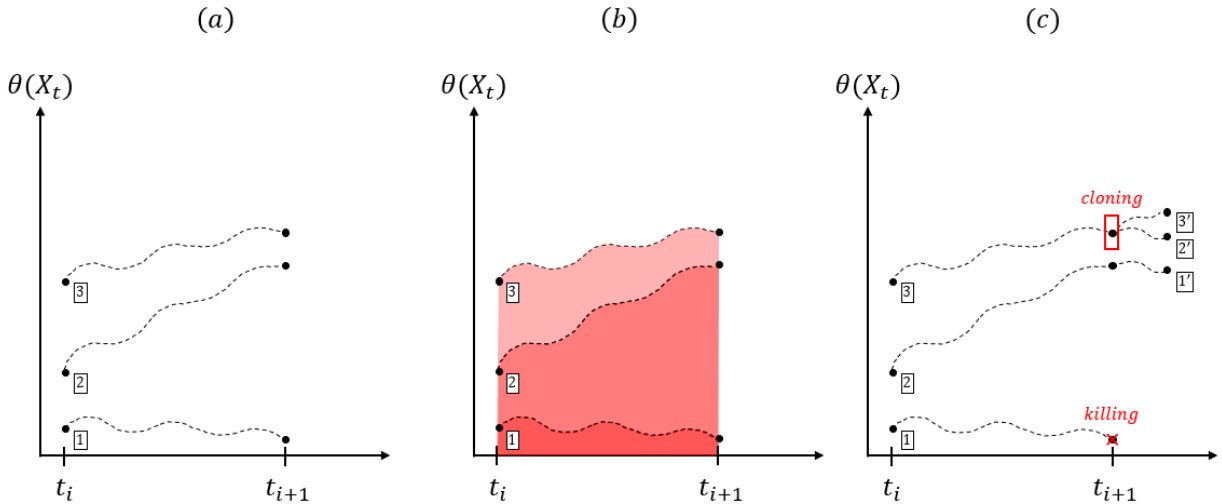 (a)
θ(X_t)
3
2
1
t_i
t_{i+1}
(b)
θ(X_t)
3
2
1
t_i
t_{i+1}
(c)
θ(X_t)
cloning
3′
2′
1′
3
2
killing
1
t_i
t_{i+1}